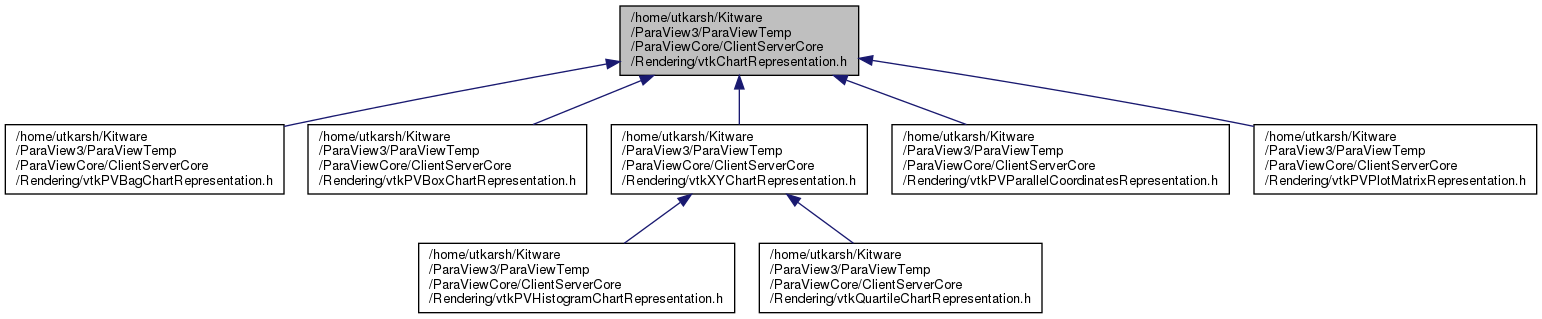 /home/utkarsh/Kitware
/ParaView3/ParaViewTemp
/ParaViewCore/ClientServerCore
/Rendering/vtkChartRepresentation.h
/home/utkarsh/Kitware
/ParaView3/ParaViewTemp
/ParaViewCore/ClientServerCore
/Rendering/vtkPVBagChartRepresentation.h
/home/utkarsh/Kitware
/ParaView3/ParaViewTemp
/ParaViewCore/ClientServerCore
/Rendering/vtkPVBoxChartRepresentation.h
/home/utkarsh/Kitware
/ParaView3/ParaViewTemp
/ParaViewCore/ClientServerCore
/Rendering/vtkXYChartRepresentation.h
/home/utkarsh/Kitware
/ParaView3/ParaViewTemp
/ParaViewCore/ClientServerCore
/Rendering/vtkPVParallelCoordinatesRepresentation.h
/home/utkarsh/Kitware
/ParaView3/ParaViewTemp
/ParaViewCore/ClientServerCore
/Rendering/vtkPVPlotMatrixRepresentation.h
/home/utkarsh/Kitware
/ParaView3/ParaViewTemp
/ParaViewCore/ClientServerCore
/Rendering/vtkPVHistogramChartRepresentation.h
/home/utkarsh/Kitware
/ParaView3/ParaViewTemp
/ParaViewCore/ClientServerCore
/Rendering/vtkQuartileChartRepresentation.h